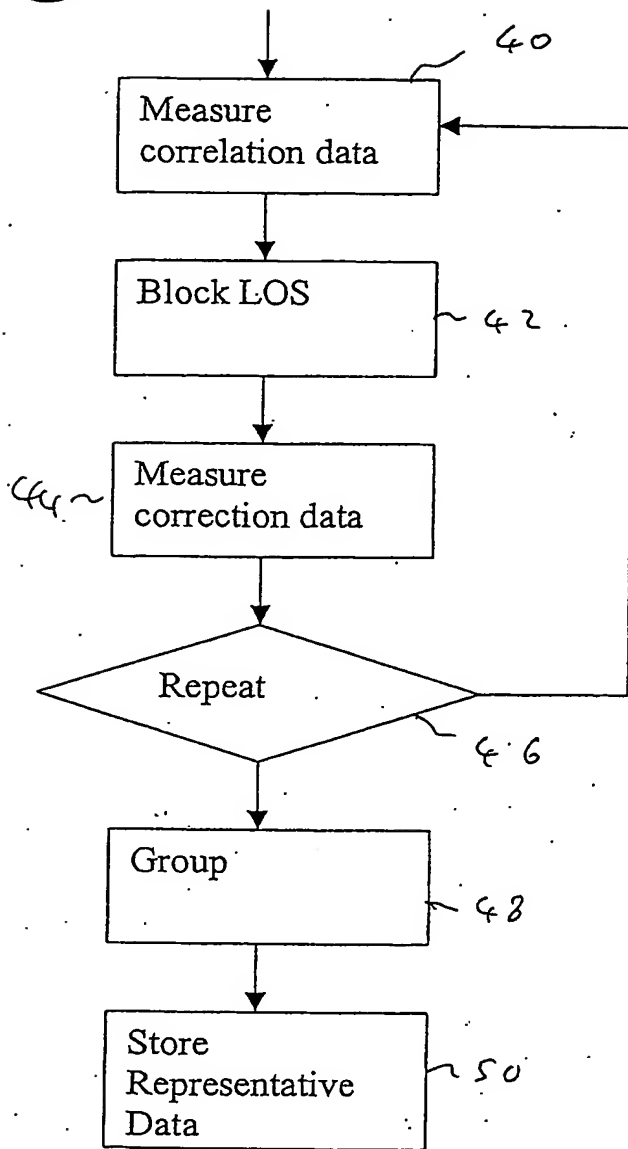 40
Measure
correlation data
Block LOS
42
44
Measure
correction data
Repeat
46
Group
48
Store
Representative
Data
50